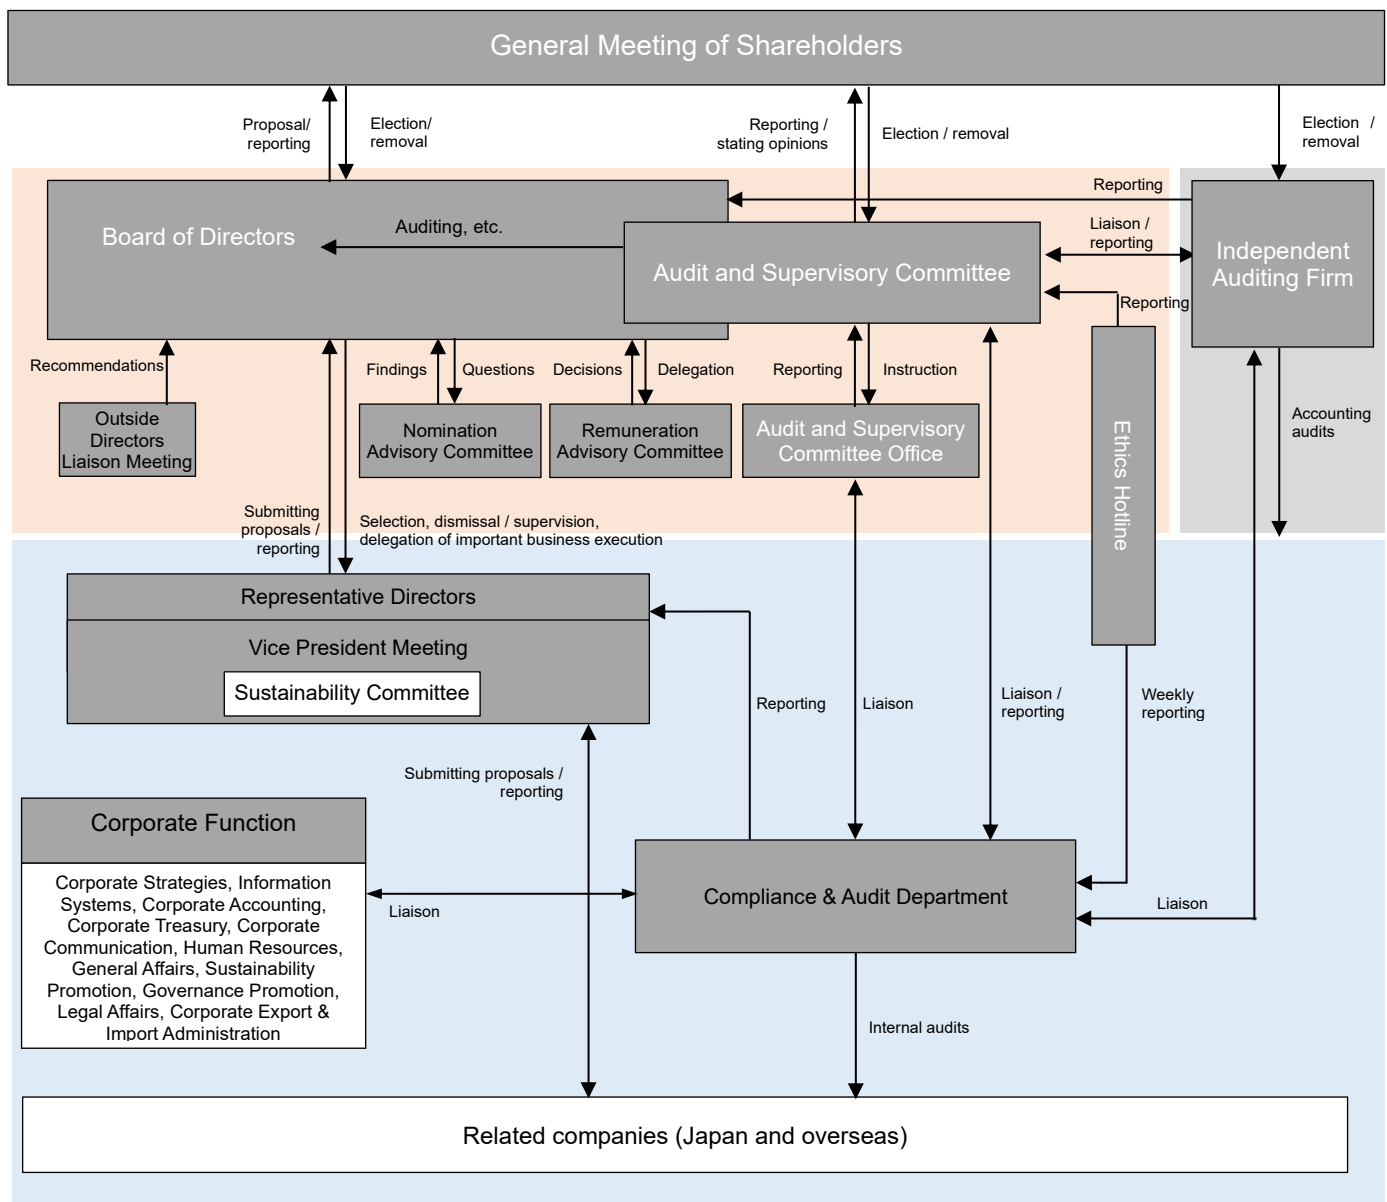 General Meeting of Shareholders
Proposal/
reporting
Election/
removal
Reporting /
stating opinions
Election / removal
Election /
removal
Board of Directors
Auditing, etc.
Audit and Supervisory Committee
Reporting
Liaison /
reporting
Reporting
Independent
Auditing Firm
Recommendations
Findings
Questions
Decisions
Delegation
Reporting
Instruction
Outside
Directors
Liaison Meeting
Nomination
Advisory Committee
Remuneration
Advisory Committee
Audit and Supervisory
Committee Office
Ethics Hotline
Accounting
audits
Submitting
proposals /
reporting
Selection, dismissal / supervision,
delegation of important business execution
Representative Directors
Vice President Meeting
Sustainability Committee
Reporting
Liaison
Liaison /
reporting
Weekly
reporting
Submitting proposals /
reporting
Corporate Function
Corporate Strategies, Information
Systems, Corporate Accounting,
Corporate Treasury, Corporate
Communication, Human Resources,
General Affairs, Sustainability
Promotion, Governance Promotion,
Legal Affairs, Corporate Export &
Import Administration
Liaison
Compliance & Audit Department
Liaison
Internal audits
Related companies (Japan and overseas)